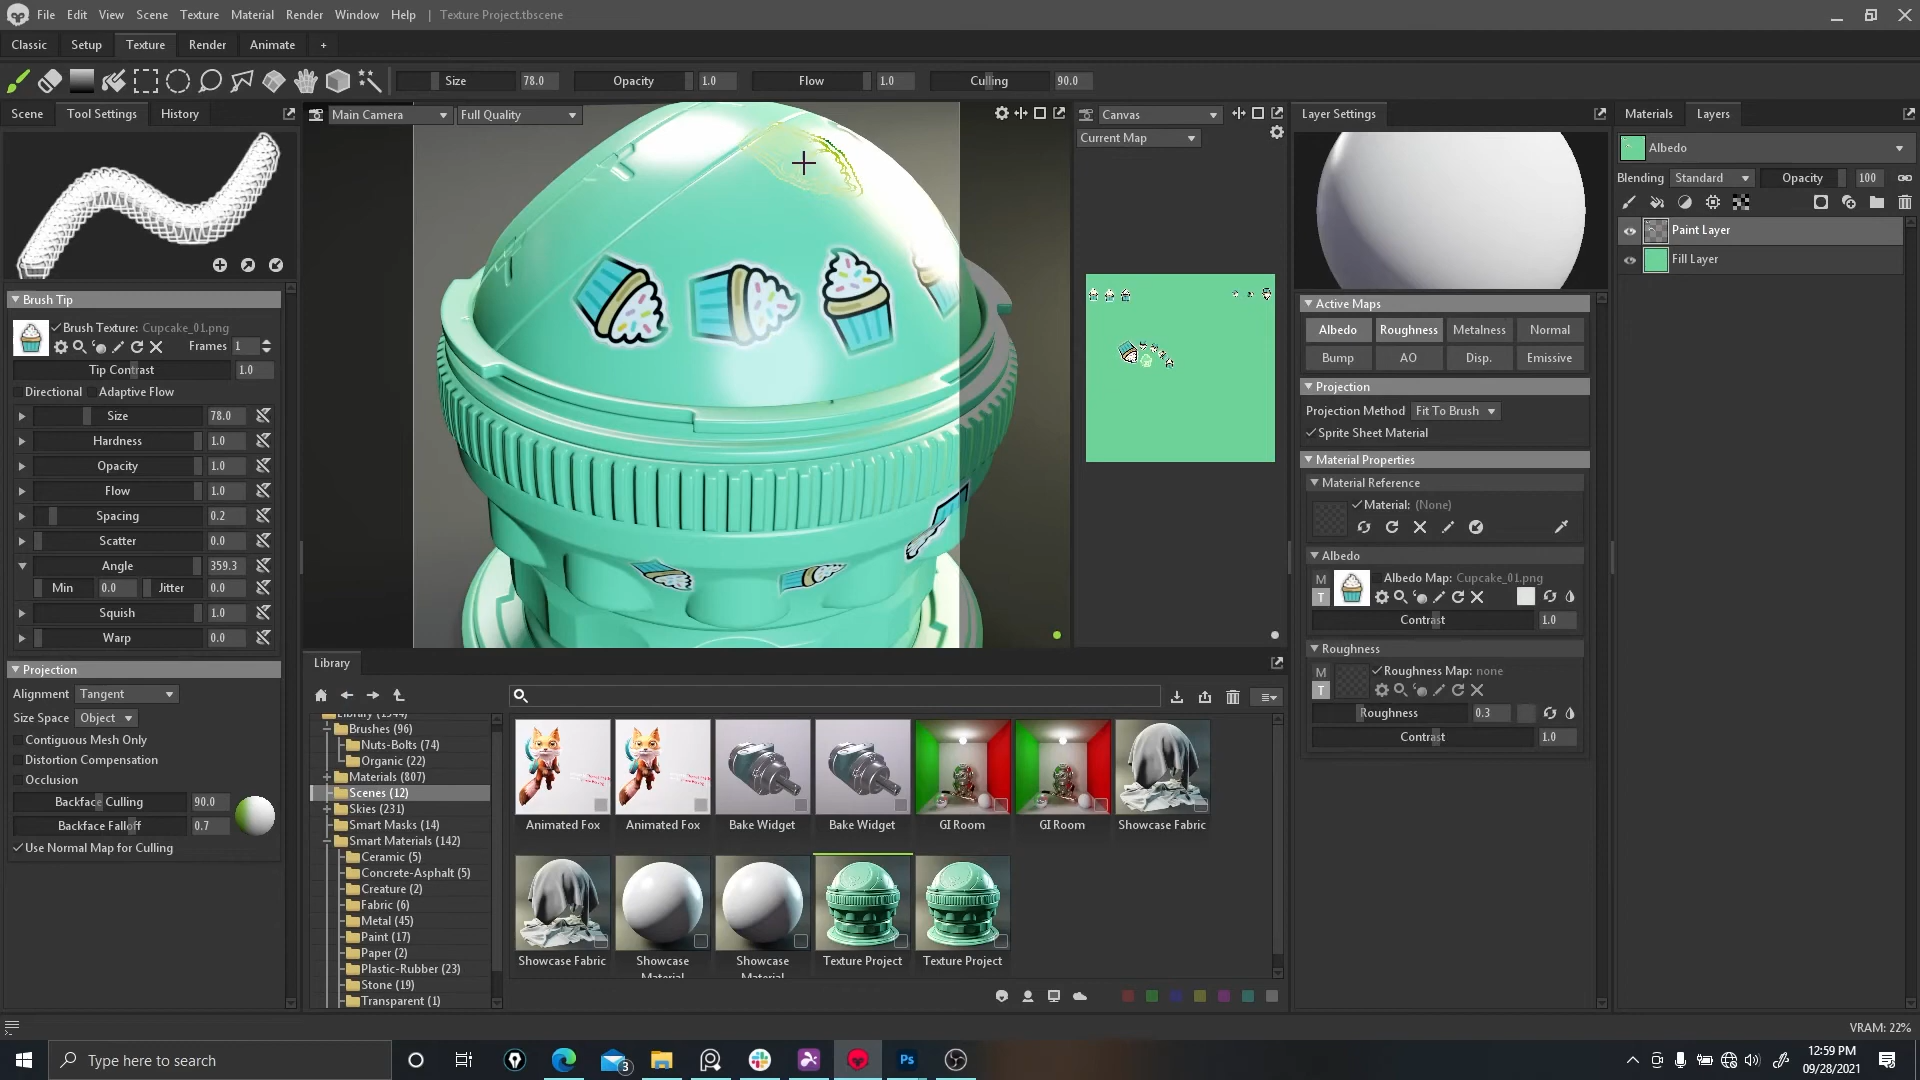 File Edit View Scene Texture Material Render Window Help | Texture Project.tbscene
Classic Setup Texture Render Animate +
Size 78.0 Opacity 1.0 Flow 1.0 Culling 90.0
Scene Tool Settings History
Main Camera Full Quality
Canvas
Current Map
Layer Settings
Materials Layers
Albedo
Blending Standard Opacity 100
Paint Layer
Fill Layer
Brush Tip
Brush Texture: Cupcake_01.png
Frames 1
Tip Contrast 1.0
Directional Adaptive Flow
Size 78.0
Hardness 1.0
Opacity 1.0
Flow 1.0
Spacing 0.2
Scatter 0.0
Angle 359.3
Min 0.0 Jitter 0.0
Squish 1.0
Warp 0.0
Projection
Alignment Tangent
Size Space Object
Contiguous Mesh Only
Distortion Compensation
Occlusion
Backface Culling 90.0
Backface Falloff 0.7
Use Normal Map for Culling
Active Maps
Albedo Roughness Metalness Normal
Bump AO Disp. Emissive
Projection
Projection Method Fit To Brush
Sprite Sheet Material
Material Properties
Material Reference
Material: (None)
Albedo
M
T
Albedo Map: Cupcake_01.png
Contrast 1.0
Roughness
M
T
Roughness Map: none
Roughness 0.3
Contrast 1.0
Library
Brushes (96)
Nuts-Bolts (74)
Organic (22)
Materials (807)
Scenes (12)
Skies (231)
Smart Masks (14)
Smart Materials (142)
Ceramic (5)
Concrete-Asphalt (5)
Creature (2)
Fabric (6)
Metal (45)
Paint (17)
Paper (2)
Plastic-Rubber (23)
Stone (19)
Transparent (1)
Animated Fox Animated Fox Bake Widget Bake Widget GI Room GI Room Showcase Fabric
Showcase Fabric Showcase Material Showcase Material Texture Project Texture Project
VRAM: 22%
Type here to search
3
Ps
12:59 PM
09/28/2021